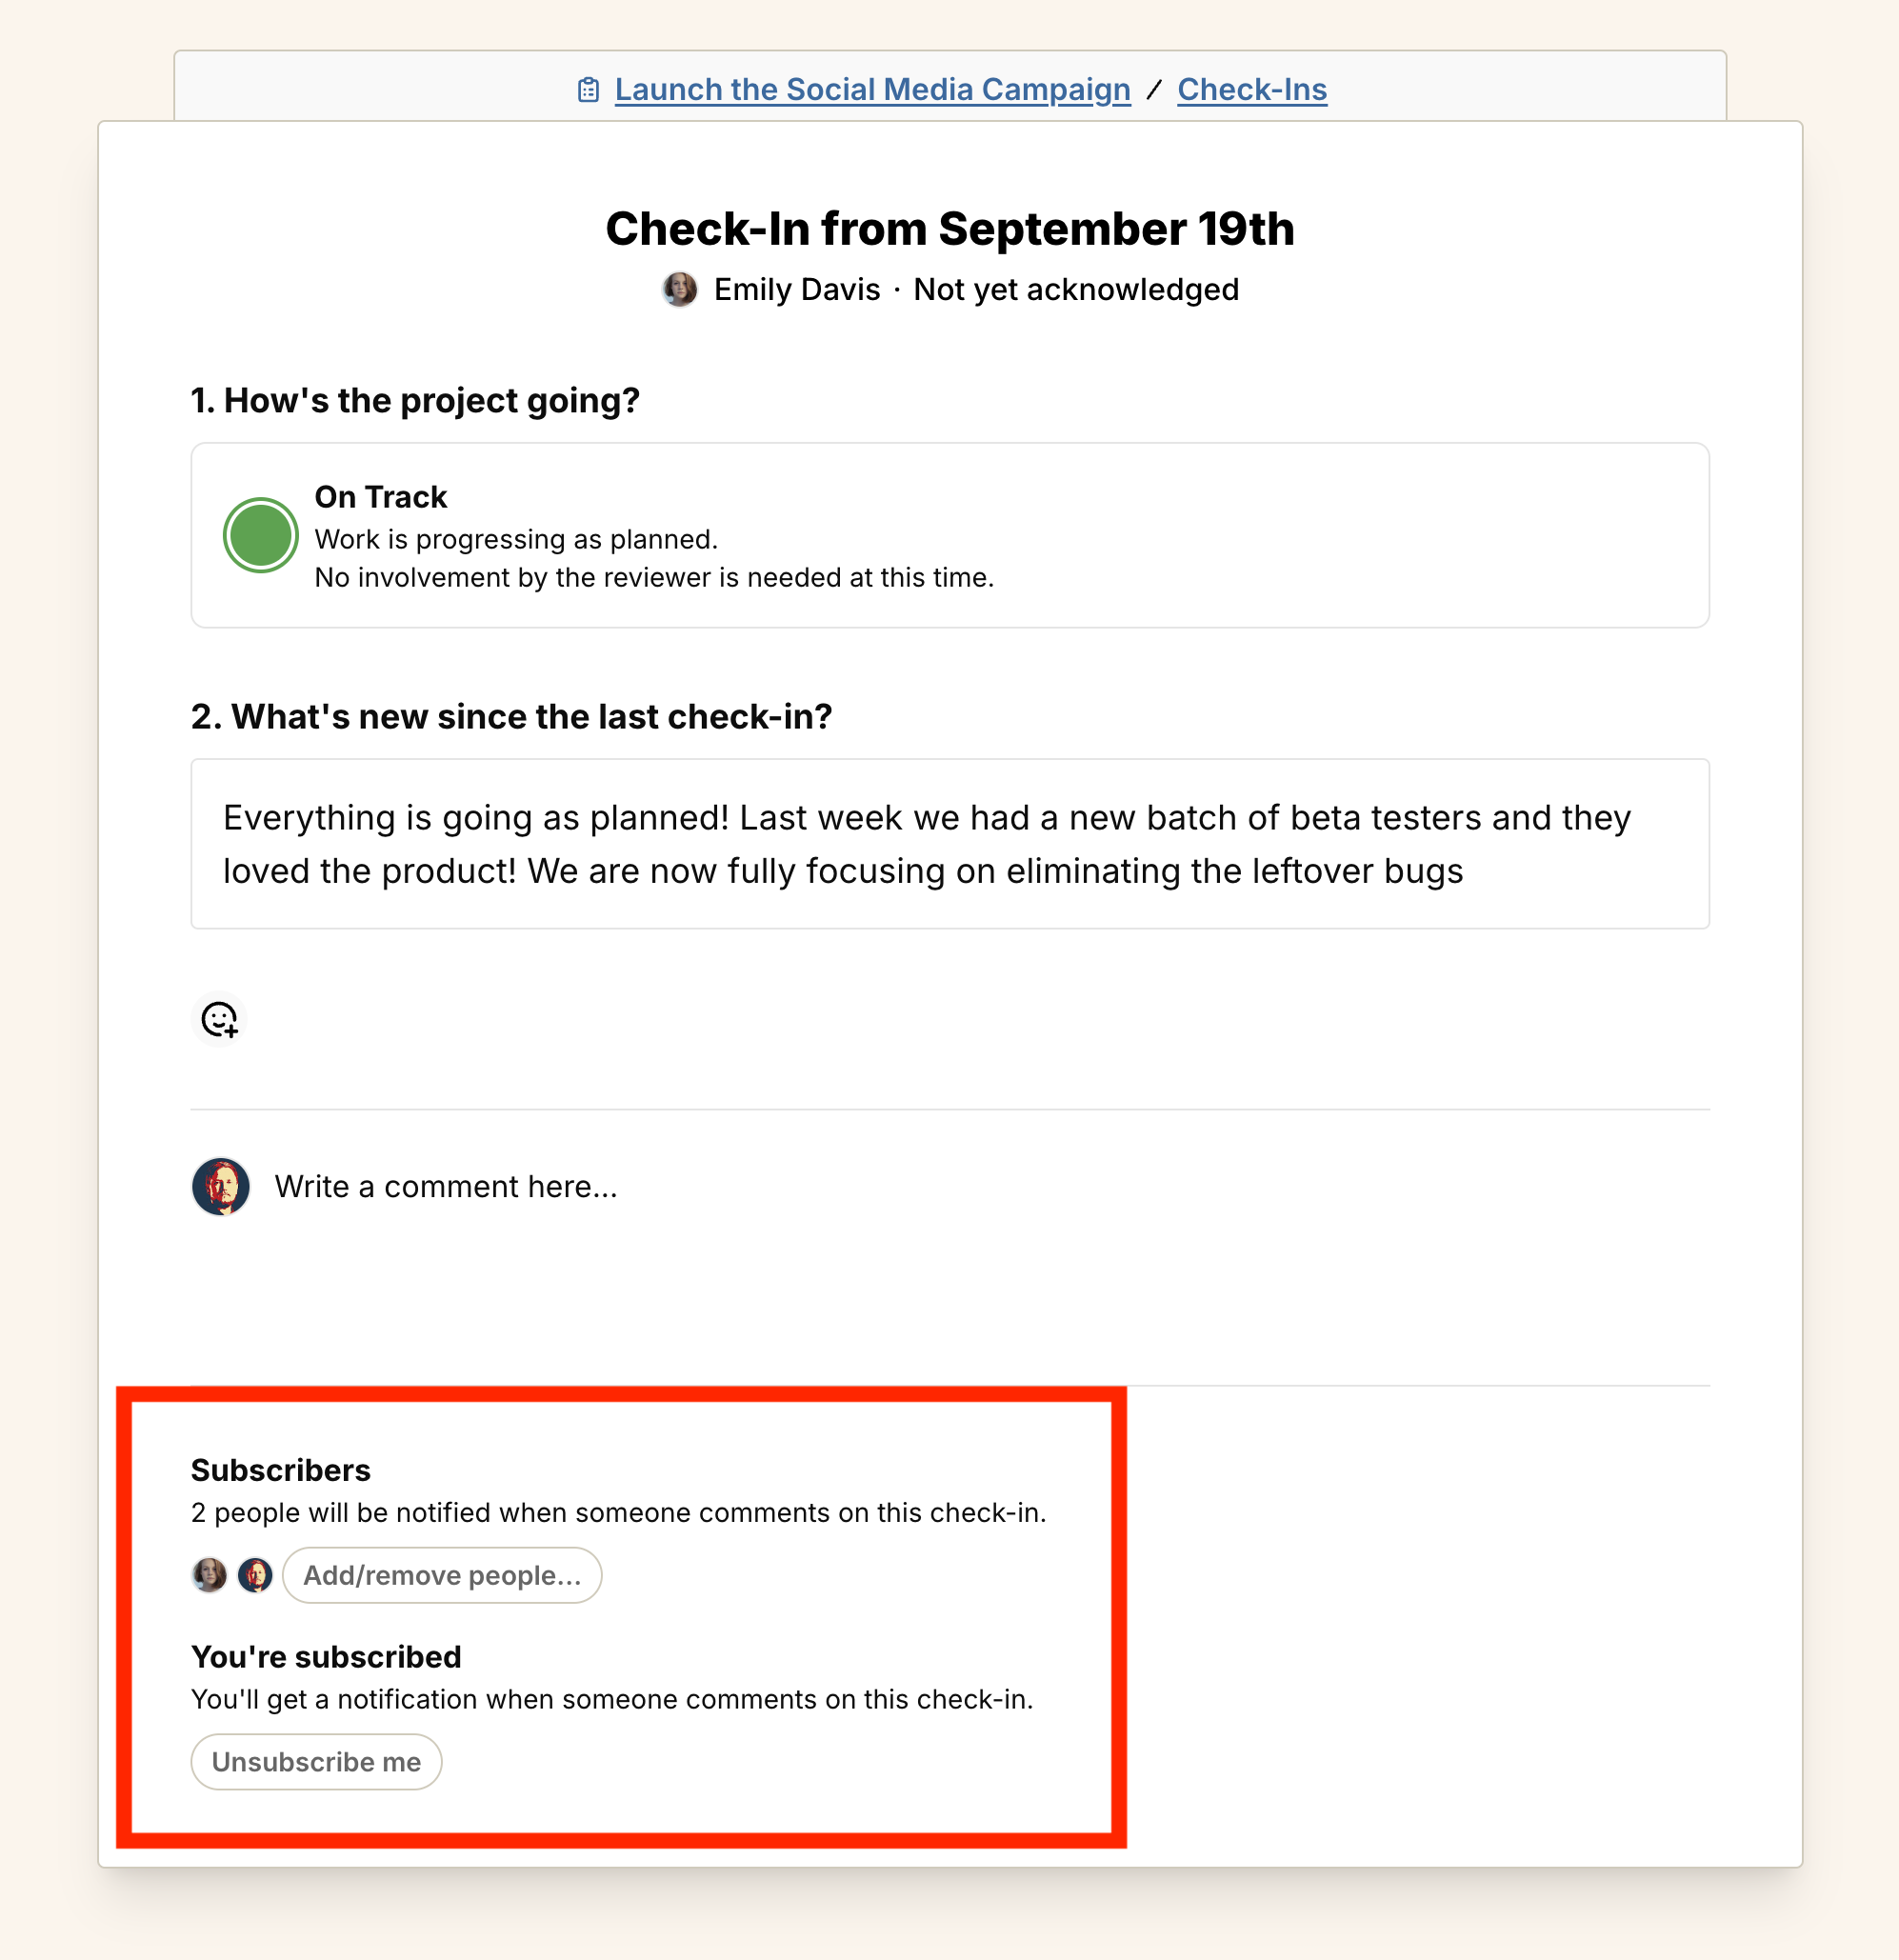 Launch the Social Media Campaign / Check-Ins
Check-In from September 19th
Emily Davis · Not yet acknowledged
1. How's the project going?
On Track
Work is progressing as planned.
No involvement by the reviewer is needed at this time.
2. What's new since the last check-in?
Everything is going as planned! Last week we had a new batch of beta testers and they
loved the product! We are now fully focusing on eliminating the leftover bugs
Write a comment here...
Subscribers
2 people will be notified when someone comments on this check-in.
Add/remove people...
You're subscribed
You'll get a notification when someone comments on this check-in.
Unsubscribe me